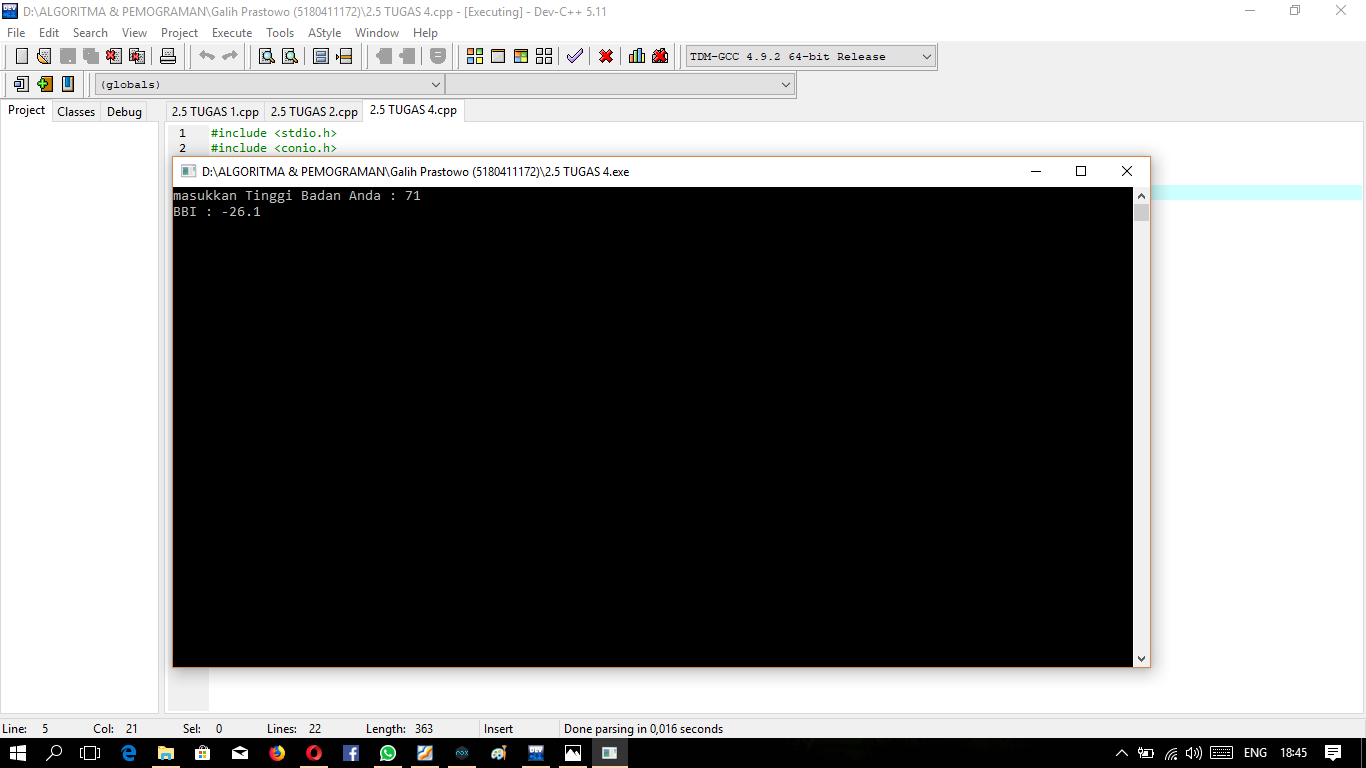 D:\ALGORITMA & PEMOGRAMAN\Galih Prastowo (5180411172)\2.5 TUGAS 4.cpp - [Executing] - Dev-C++ 5.11
File Edit Search View Project Execute Tools AStyle Window Help
TDM-GCC 4.9.2 64-bit Release
(globals)
Project Classes Debug 2.5 TUGAS 1.cpp 2.5 TUGAS 2.cpp 2.5 TUGAS 4.cpp
1 #include <stdio.h>
2 #include <conio.h>
D:\ALGORITMA & PEMOGRAMAN\Galih Prastowo (5180411172)\2.5 TUGAS 4.exe
masukkan Tinggi Badan Anda : 71
BBI : -26.1
Line: 5 Col: 21 Sel: 0 Lines: 22 Length: 363 Insert Done parsing in 0,016 seconds
ENG 18:45